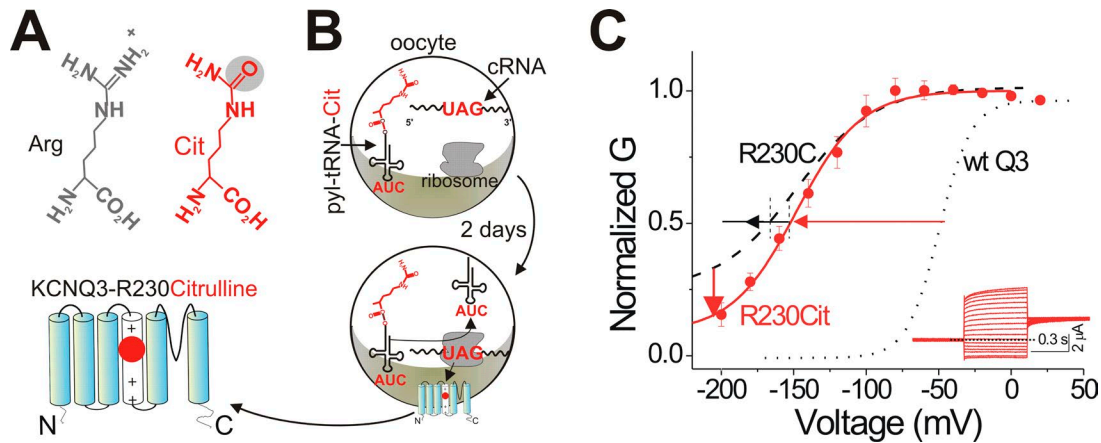 A
H₂N
+
NH₂
NH
Arg
H₂N
CO₂H
H₂N
O
NH
Cit
H₂N
CO₂H
KCNQ3-R230Citrulline
+
+
+
N
C
B
oocyte
cRNA
pyl-tRNA-Cit
5'
UAG
3'
AUC
ribosome
2 days
AUC
UAG
AUC
N
C
C
Normalized G
1.0
0.5
0.0
R230C
wt Q3
R230Cit
0.3 s
2 µA
-200
-150
-100
-50
0
50
Voltage (mV)